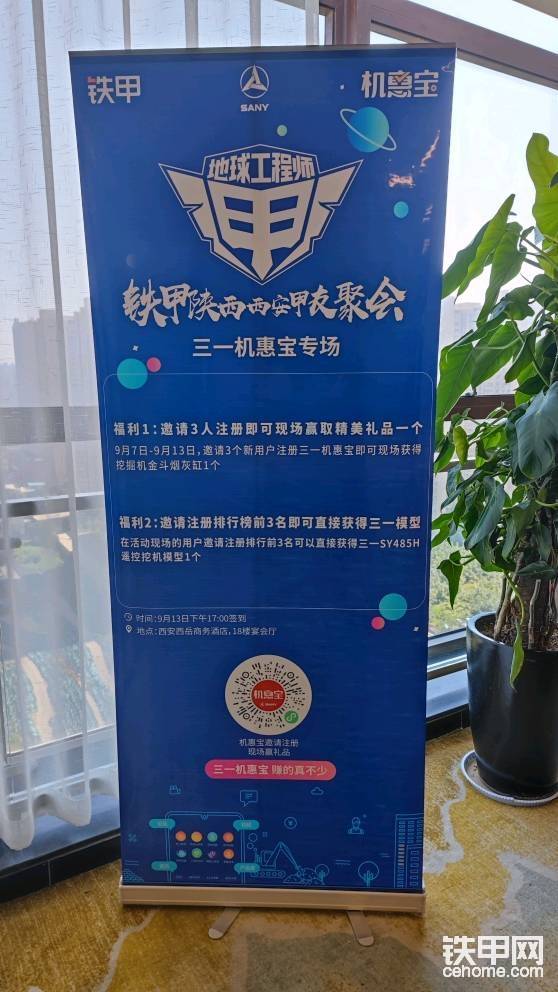 铁甲
SANY
机惠宝
地球工程师
甲
铁甲陕西西安甲友聚会
三一机惠宝专场
福利1:邀请3人注册即可现场赢取精美礼品一个
9月7日-9月13日,邀请3个新用户注册三一机惠宝即可现场获得
挖掘机金斗烟灰缸1个
福利2:邀请注册排行榜前3名即可直接获得三一模型
在活动现场的用户邀请注册排行前3名可以直接获得三一SY485H
遥控挖机模型1个
时间:9月13日下午17:00签到
地点:西安西岳商务酒店,18楼宴会厅
机惠宝
SANY
机惠宝邀请注册
现场赢礼品
三一机惠宝 赚的真不少
铁甲网
cehome.com